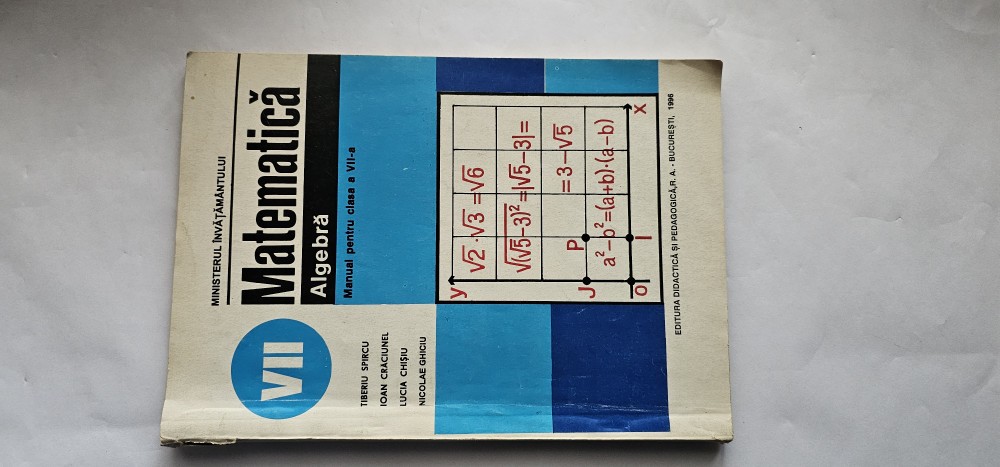 MINISTERUL ÎNVĂȚĂMÂNTULUI
VII
Matematică
Algebră
Manual pentru clasa a VII-a
TIBERIU SPIRCU
IOAN CRĂCIUNEL
LUCIA CHIȘIU
NICOLAE GHICIU
y
√2·√3=√6
√(√5−3)²=|√5−3|=
=3−√5
J P
a²−b²=(a+b)·(a−b)
O I x
EDITURA DIDACTICĂ ȘI PEDAGOGICĂ, R. A. - BUCUREȘTI, 1996